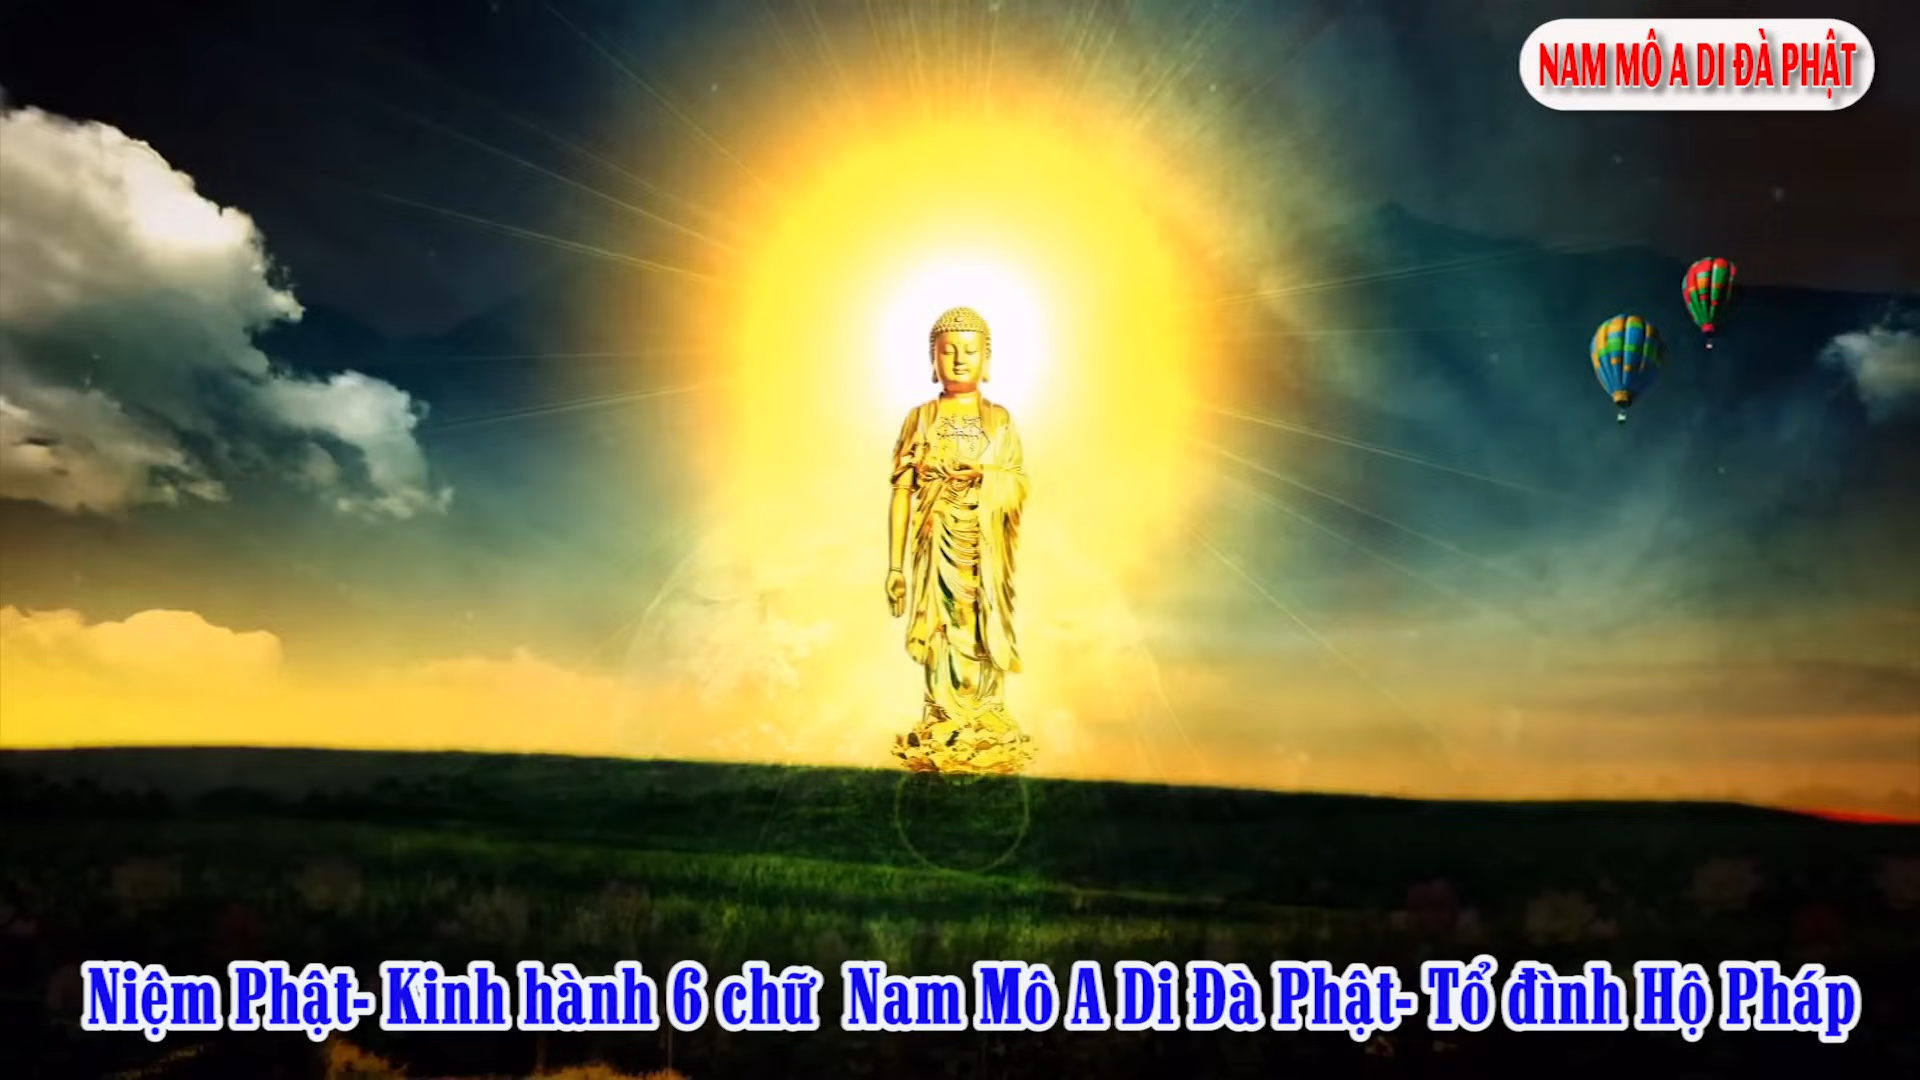 NAM MÔ A DI ĐÀ PHẬT
Niệm Phật- Kinh hành 6 chữ Nam Mô A Di Đà Phật- Tổ đình Hộ Pháp